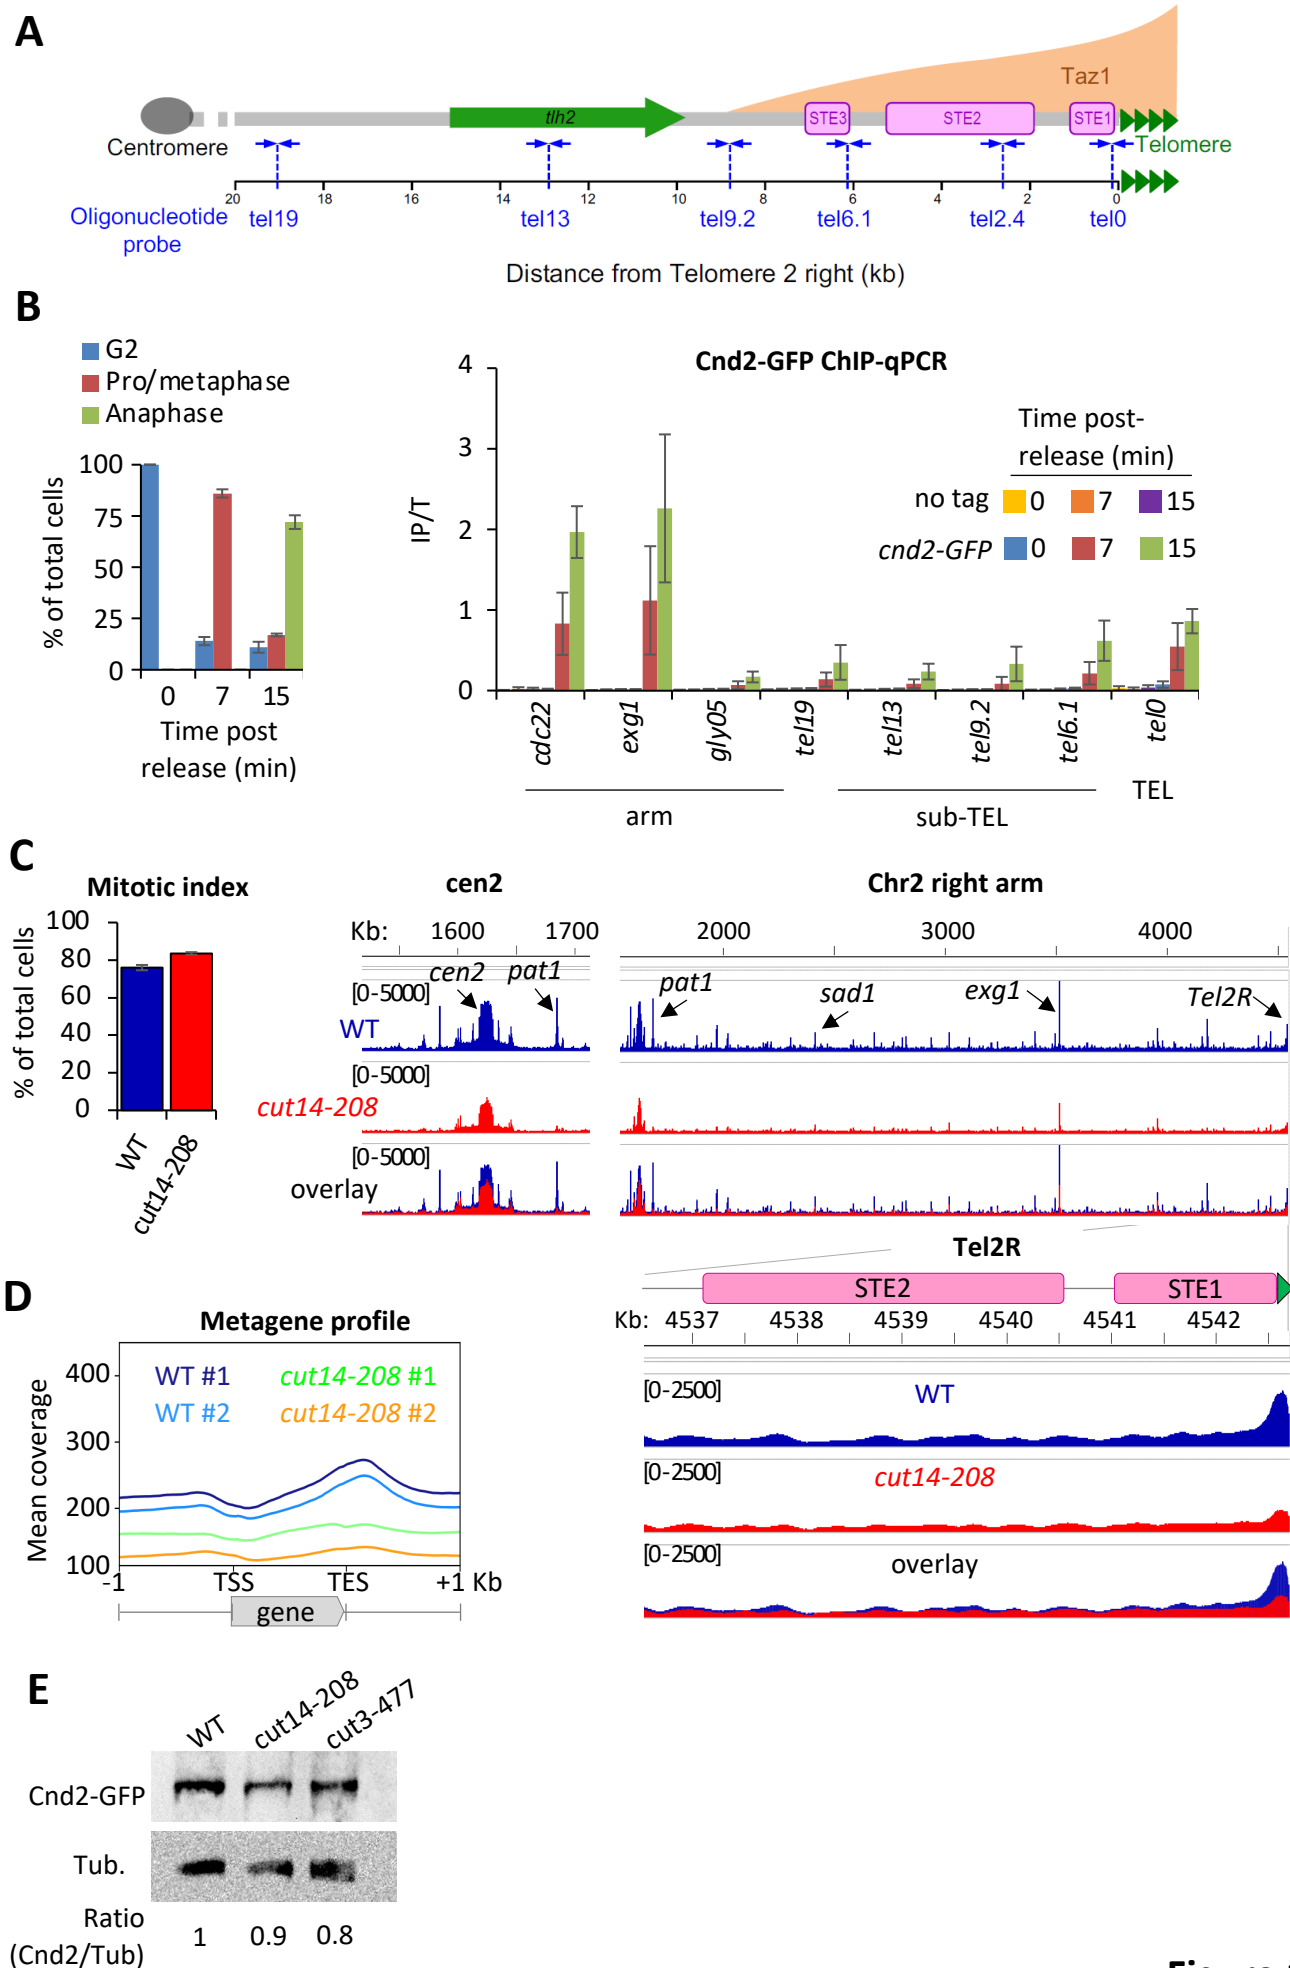 A
Taz1
tlh2
STE3
STE2
STE1
Centromere
Telomere
20
18
16
14
12
10
8
6
4
2
0
Oligonucleotide
probe
tel19
tel13
tel9.2
tel6.1
tel2.4
tel0
Distance from Telomere 2 right (kb)
B
G2
Pro/metaphase
Anaphase
% of total cells
100
75
50
25
0
0 7 15
Time post
release (min)
Cnd2-GFP ChIP-qPCR
IP/T
4
3
2
1
0
Time post-
release (min)
no tag 0 7 15
cnd2-GFP 0 7 15
cdc22
exg1
gly05
tel19
tel13
tel9.2
tel6.1
tel0
arm
sub-TEL
TEL
C
Mitotic index
% of total cells
100
80
60
40
20
0
WT
cut14-208
cen2
Chr2 right arm
Kb: 1600 1700
2000 3000 4000
[0-5000]
cen2
pat1
pat1
sad1
exg1
Tel2R
WT
[0-5000]
cut14-208
[0-5000]
overlay
Tel2R
STE2
STE1
Kb: 4537 4538 4539 4540 4541 4542
[0-2500]
WT
[0-2500]
cut14-208
[0-2500]
overlay
D
Metagene profile
Mean coverage
400
300
200
100
WT #1
cut14-208 #1
WT #2
cut14-208 #2
-1 TSS TES +1 Kb
gene
E
WT
cut14-208
cut3-477
Cnd2-GFP
Tub.
Ratio
(Cnd2/Tub)
1 0.9 0.8